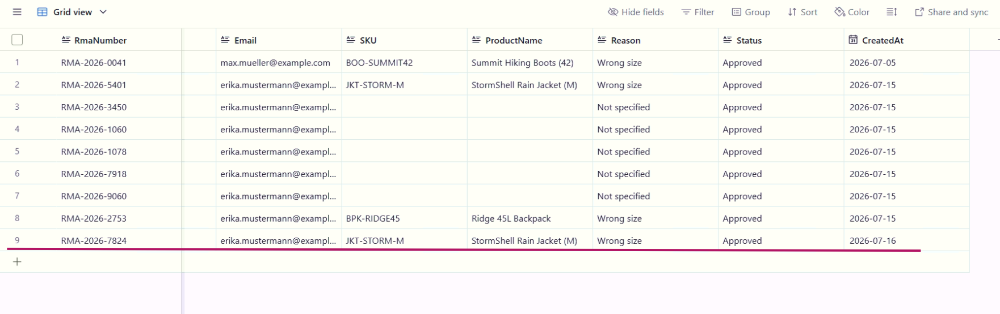 Grid view Hide fields Filter Group Sort Color Share and sync
RmaNumber Email SKU ProductName Reason Status CreatedAt
1 RMA-2026-0041 max.mueller@example.com BOO-SUMMIT42 Summit Hiking Boots (42) Wrong size Approved 2026-07-05
2 RMA-2026-5401 erika.mustermann@exampl... JKT-STORM-M StormShell Rain Jacket (M) Wrong size Approved 2026-07-15
3 RMA-2026-3450 erika.mustermann@exampl... Not specified Approved 2026-07-15
4 RMA-2026-1060 erika.mustermann@exampl... Not specified Approved 2026-07-15
5 RMA-2026-1078 erika.mustermann@exampl... Not specified Approved 2026-07-15
6 RMA-2026-7918 erika.mustermann@exampl... Not specified Approved 2026-07-15
7 RMA-2026-9060 erika.mustermann@exampl... Not specified Approved 2026-07-15
8 RMA-2026-2753 erika.mustermann@exampl... BPK-RIDGE45 Ridge 45L Backpack Wrong size Approved 2026-07-15
9 RMA-2026-7824 erika.mustermann@exampl... JKT-STORM-M StormShell Rain Jacket (M) Wrong size Approved 2026-07-16